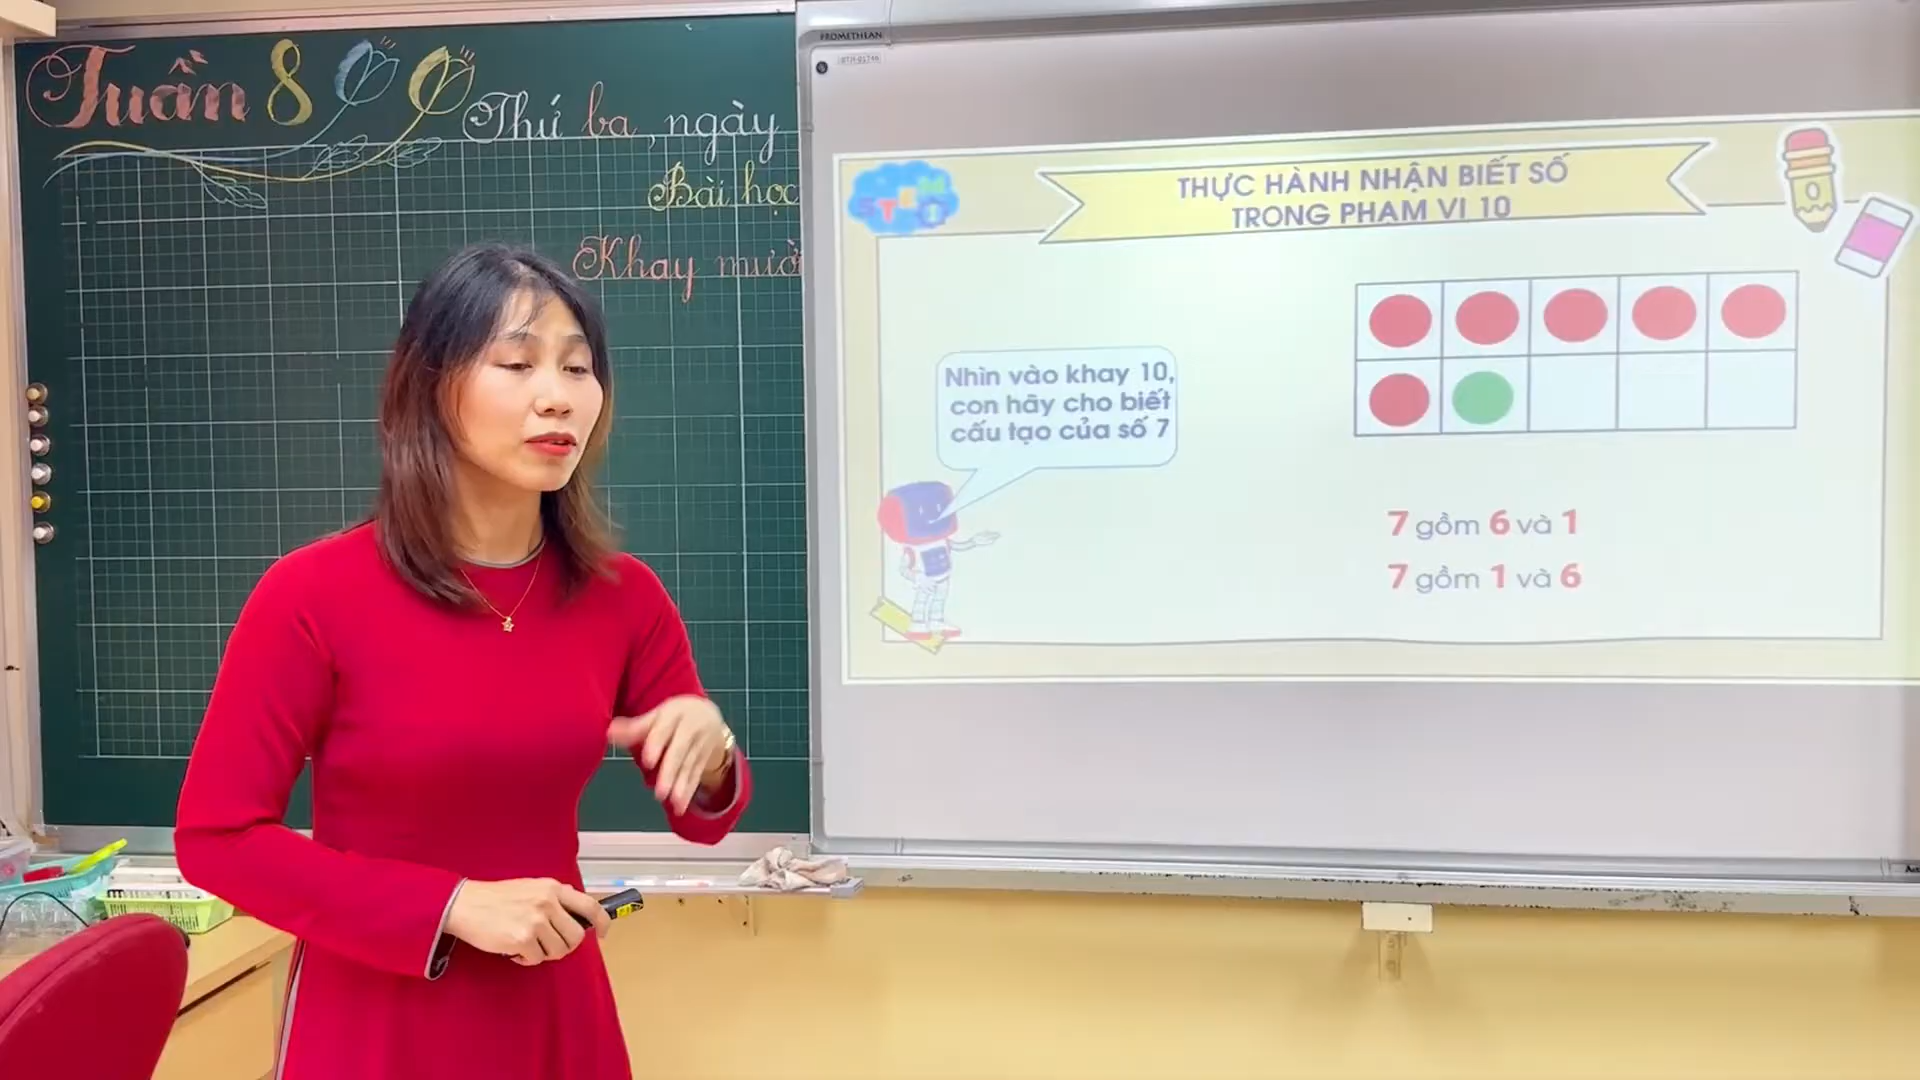 Tuần 8
Thứ ba, ngày
Bài học
Khay mười
PROMETHEAN
STEM
THỰC HÀNH NHẬN BIẾT SỐ
TRONG PHẠM VI 10
Nhìn vào khay 10,
con hãy cho biết
cấu tạo của số 7
7 gồm 6 và 1
7 gồm 1 và 6